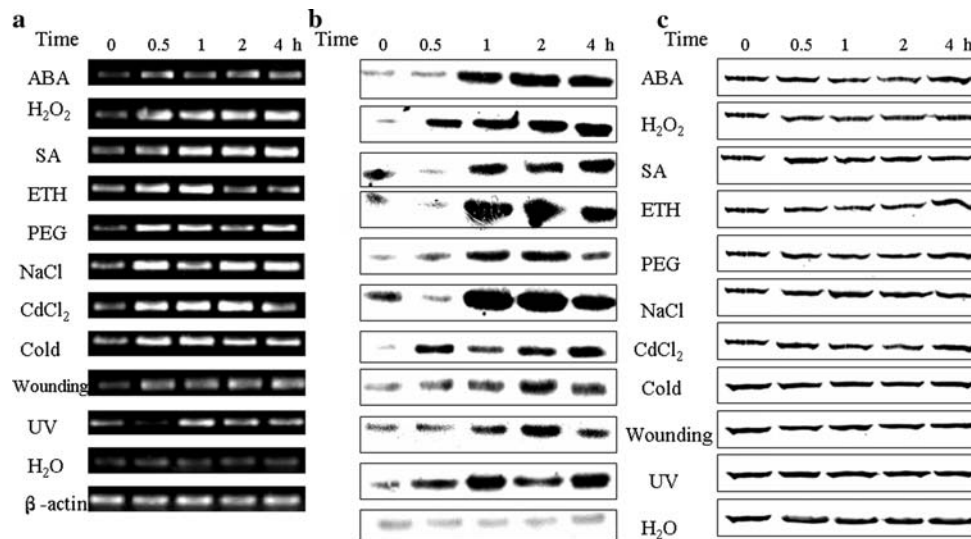 a
Time 0 0.5 1 2 4 h
ABA
H₂O₂
SA
ETH
PEG
NaCl
CdCl₂
Cold
Wounding
UV
H₂O
β-actin
b
Time 0 0.5 1 2 4 h
c
Time 0 0.5 1 2 4 h
ABA
H₂O₂
SA
ETH
PEG
NaCl
CdCl₂
Cold
Wounding
UV
H₂O